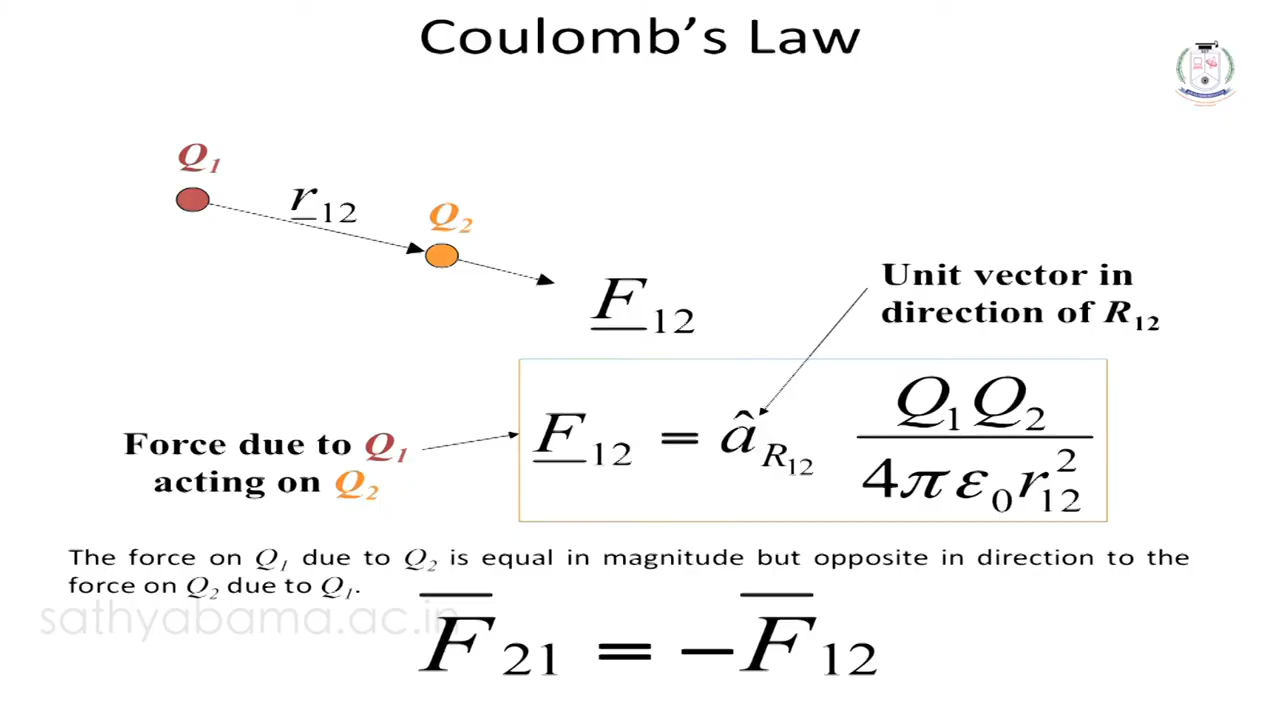 Coulomb's Law
Q1
r12
Q2
F12
Unit vector in
direction of R12
F12 = âR12 Q1Q2 / 4πε0r12²
Force due to Q1
acting on Q2
The force on Q1 due to Q2 is equal in magnitude but opposite in direction to the
force on Q2 due to Q1.
sathyabama.ac.in
F̅21 = −F̅12